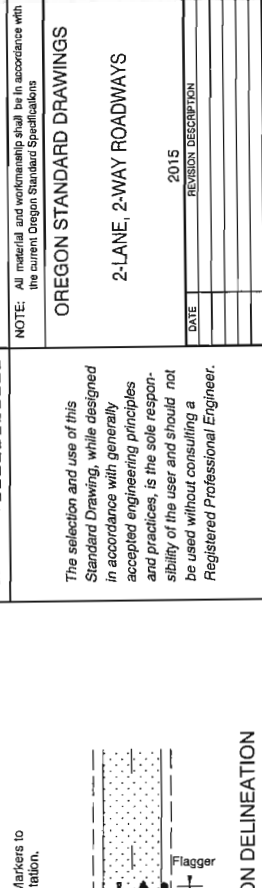 NOTE: All material and workmanship shall be in accordance with
the current Oregon Standard Specifications
OREGON STANDARD DRAWINGS
2-LANE, 2-WAY ROADWAYS
2015
DATE REVISION DESCRIPTION
The selection and use of this
Standard Drawing, while designed
in accordance with generally
accepted engineering principles
and practices, is the sole respon-
sibility of the user and should not
be used without consulting a
Registered Professional Engineer.
Markers to
Flagger
ON DELINEATION